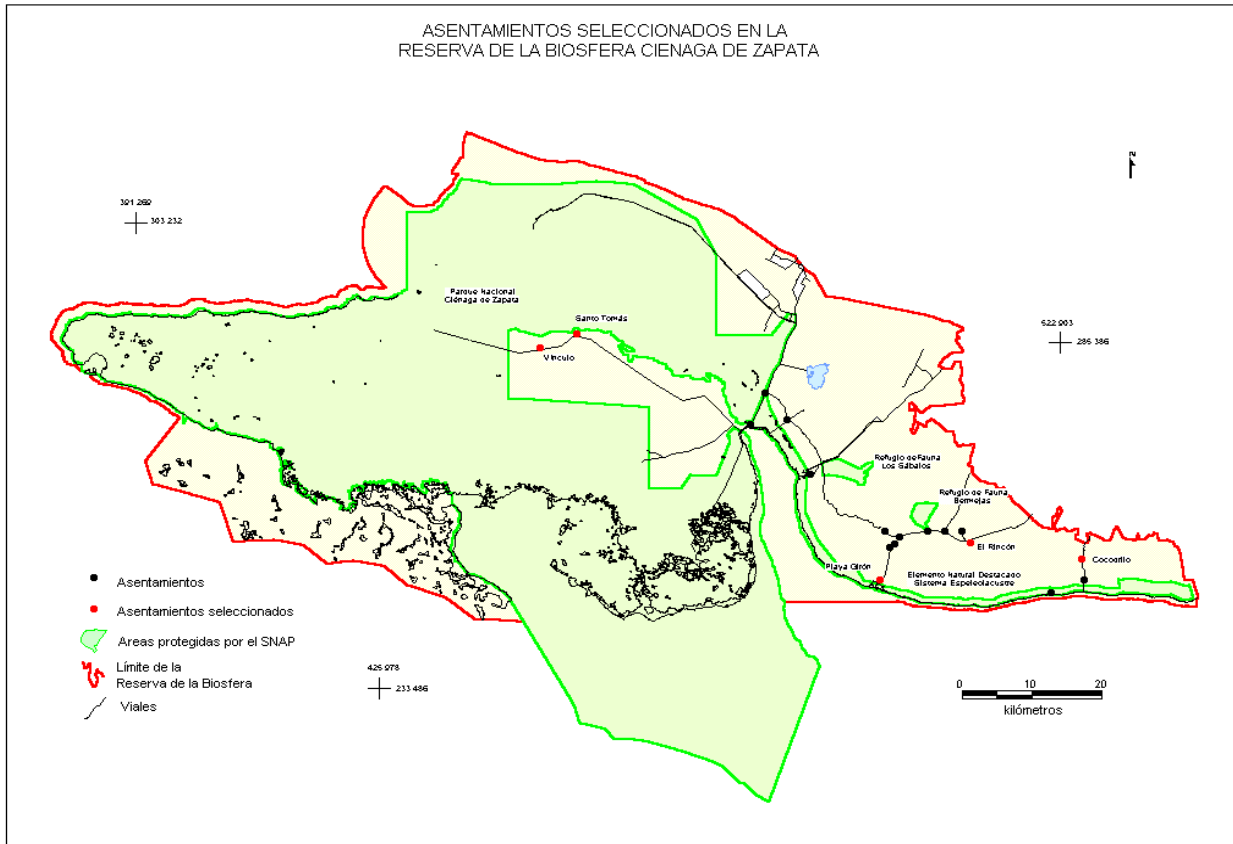 ASENTAMIENTOS SELECCIONADOS EN LA
RESERVA DE LA BIOSFERA CIENAGA DE ZAPATA
N
391 269
303 232
Parque Nacional
Ciénaga de Zapata
Santo Tomás
Vínculo
522 903
285 386
Refugio de Fauna
Los Sábalos
Refugio de Fauna
Bermejas
El Rincón
Cocodrilo
Playa Girón
Elemento Natural Destacado
Sistema Espeleolacustre
Asentamientos
Asentamientos seleccionados
Areas protegidas por el SNAP
Límite de la
Reserva de la Biosfera
Viales
425 978
233 486
0 10 20
kilómetros